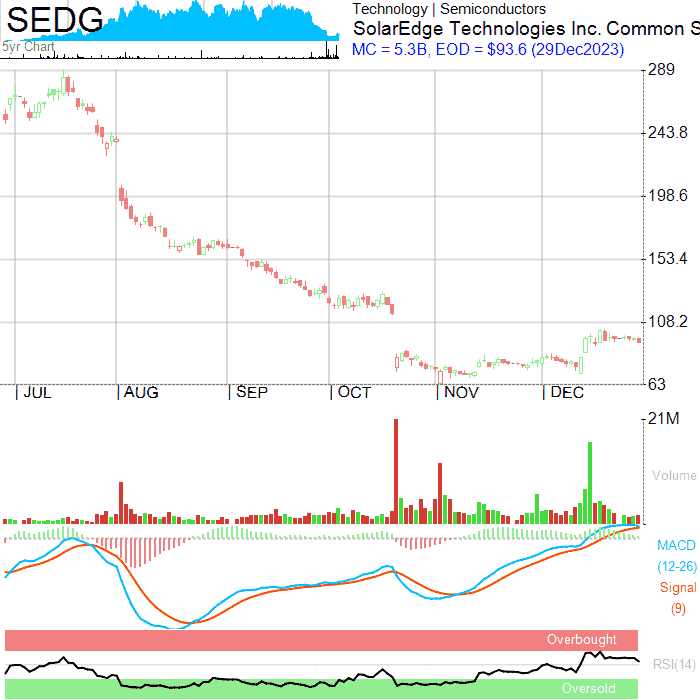 SEDG
5yr Chart
Technology | Semiconductors
SolarEdge Technologies Inc. Common S
MC = 5.3B, EOD = $93.6 (29Dec2023)
289
243.8
198.6
153.4
108.2
63
JUL AUG SEP OCT NOV DEC
21M
Volume
MACD
(12-26)
Signal
(9)
Overbought
RSI(14)
Oversold